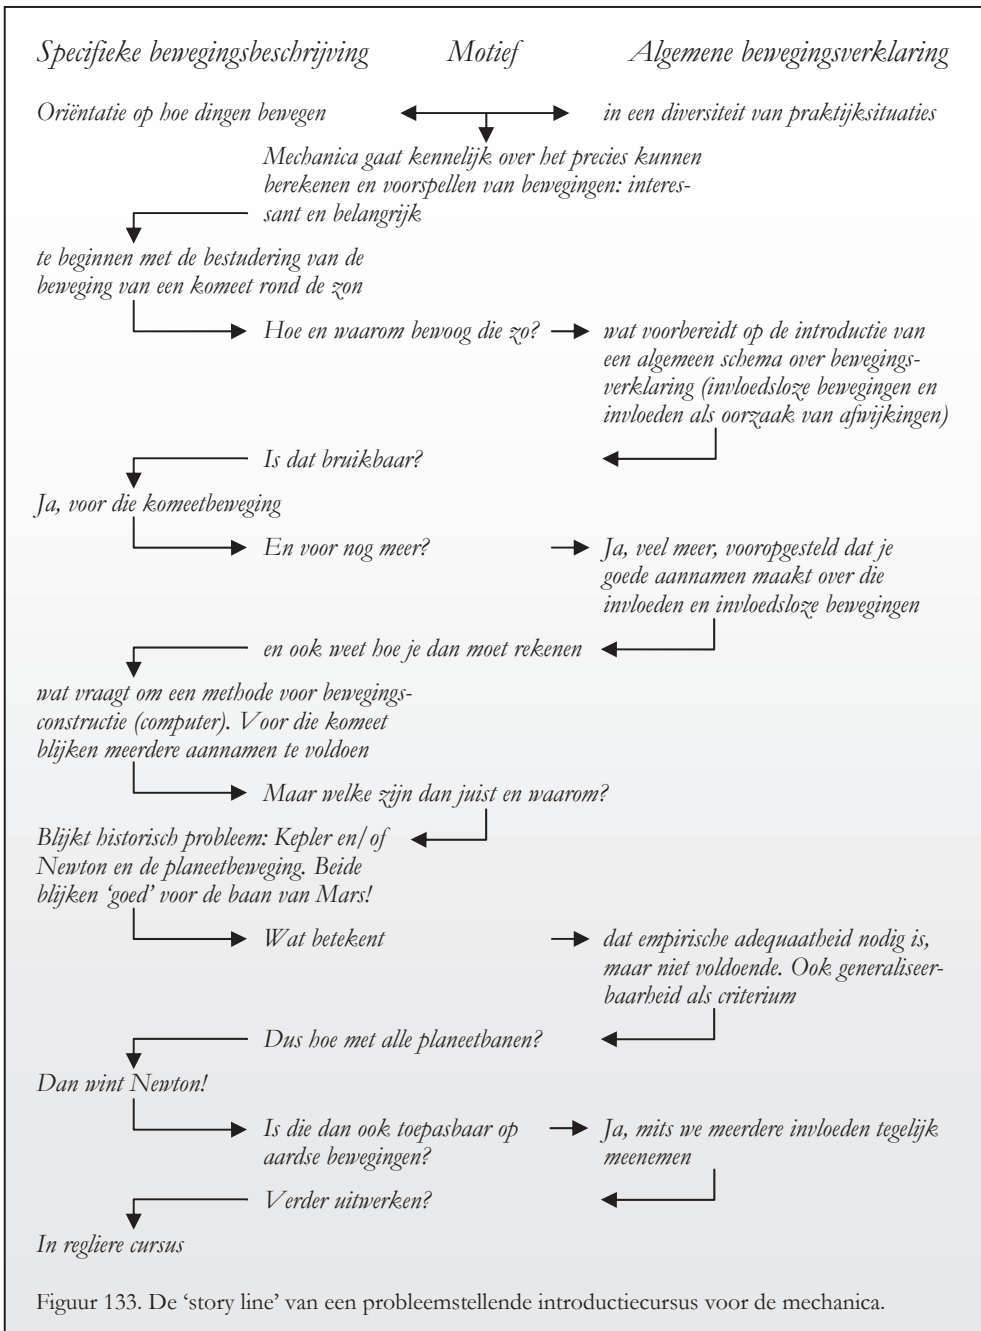 Specifieke bewegingsbeschrijving Motief Algemene bewegingsverklaring
Oriëntatie op hoe dingen bewegen in een diversiteit van praktijksituaties
Mechanica gaat kennelijk over het precies kunnen
berekenen en voorspellen van bewegingen: interes-
sant en belangrijk
te beginnen met de bestudering van de
beweging van een komeet rond de zon
Hoe en waarom bewoog die zo?
wat voorbereidt op de introductie van
een algemeen schema over bewegings-
verklaring (invloedsloze bewegingen en
invloeden als oorzaak van afwijkingen)
Is dat bruikbaar?
Ja, voor die komeetbeweging
En voor nog meer?
Ja, veel meer, vooropgesteld dat je
goede aannamen maakt over die
invloeden en invloedsloze bewegingen
en ook weet hoe je dan moet rekenen
wat vraagt om een methode voor bewegings-
constructie (computer). Voor die komeet
blijken meerdere aannamen te voldoen
Maar welke zijn dan juist en waarom?
Blijkt historisch probleem: Kepler en/of
Newton en de planeetbeweging. Beide
blijken ‘goed’ voor de baan van Mars!
Wat betekent
dat empirische adequaatheid nodig is,
maar niet voldoende. Ook generaliseer-
baarheid als criterium
Dus hoe met alle planeetbanen?
Dan wint Newton!
Is die dan ook toepasbaar op
aardse bewegingen?
Ja, mits we meerdere invloeden tegelijk
meenemen
Verder uitwerken?
In regliere cursus
Figuur 133. De ‘story line’ van een probleemstellende introductiecursus voor de mechanica.